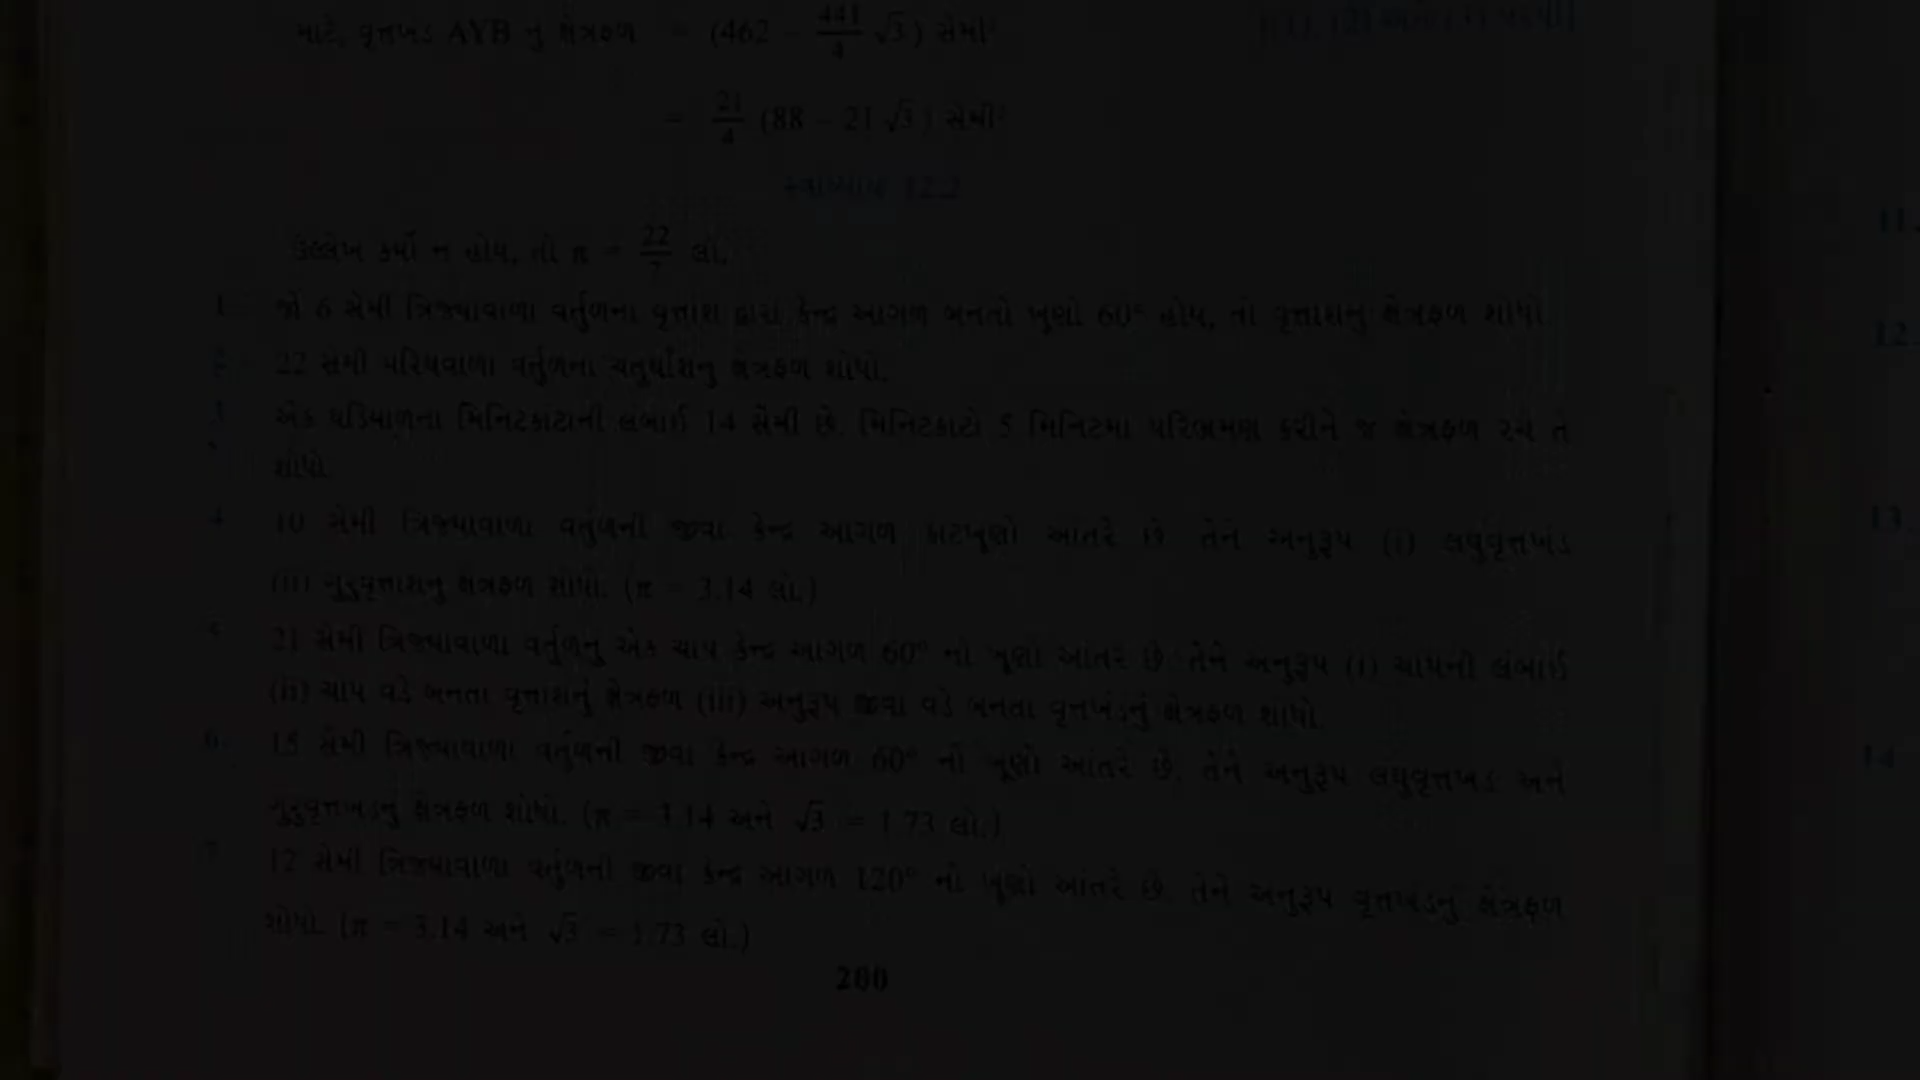 માટે, વૃત્તખંડ AYB નું ક્ષેત્રફળ = (462 – 441/4 √3) સેમી²
= 21/4 (88 – 21 √3) સેમી²
સ્વાધ્યાય 12.2
ઉલ્લેખ કર્યો ન હોય, તો π = 22/7 લો.
1. જો 6 સેમી ત્રિજ્યાવાળા વર્તુળના વૃત્તાંશ દ્વારા કેન્દ્ર આગળ બનતો ખૂણો 60° હોય, તો વૃત્તાંશનું ક્ષેત્રફળ શોધો.
2. 22 સેમી પરિઘવાળા વર્તુળના ચતુર્થાંશનું ક્ષેત્રફળ શોધો.
3. એક ઘડિયાળના મિનિટકાંટાની લંબાઈ 14 સેમી છે. મિનિટકાંટો 5 મિનિટમાં પરિભ્રમણ કરીને જે ક્ષેત્રફળ રચે તે
શોધો.
4. 10 સેમી ત્રિજ્યાવાળા વર્તુળની જીવા કેન્દ્ર આગળ કાટખૂણો આંતરે છે. તેને અનુરૂપ (i) લઘુવૃત્તખંડ
(ii) ગુરુવૃત્તાંશનું ક્ષેત્રફળ શોધો. (π = 3.14 લો.)
5. 21 સેમી ત્રિજ્યાવાળા વર્તુળનું એક ચાપ કેન્દ્ર આગળ 60° નો ખૂણો આંતરે છે. તેને અનુરૂપ (i) ચાપની લંબાઈ
(ii) ચાપ વડે બનતા વૃત્તાંશનું ક્ષેત્રફળ (iii) અનુરૂપ જીવા વડે બનતા વૃત્તખંડનું ક્ષેત્રફળ શોધો.
6. 15 સેમી ત્રિજ્યાવાળા વર્તુળની જીવા કેન્દ્ર આગળ 60° નો ખૂણો આંતરે છે. તેને અનુરૂપ લઘુવૃત્તખંડ અને
ગુરુવૃત્તખંડનું ક્ષેત્રફળ શોધો. (π = 3.14 અને √3 = 1.73 લો.)
7. 12 સેમી ત્રિજ્યાવાળા વર્તુળની જીવા કેન્દ્ર આગળ 120° નો ખૂણો આંતરે છે. તેને અનુરૂપ વૃત્તખંડનું ક્ષેત્રફળ
શોધો. (π = 3.14 અને √3 = 1.73 લો.)
200
11.
12.
13.
14.